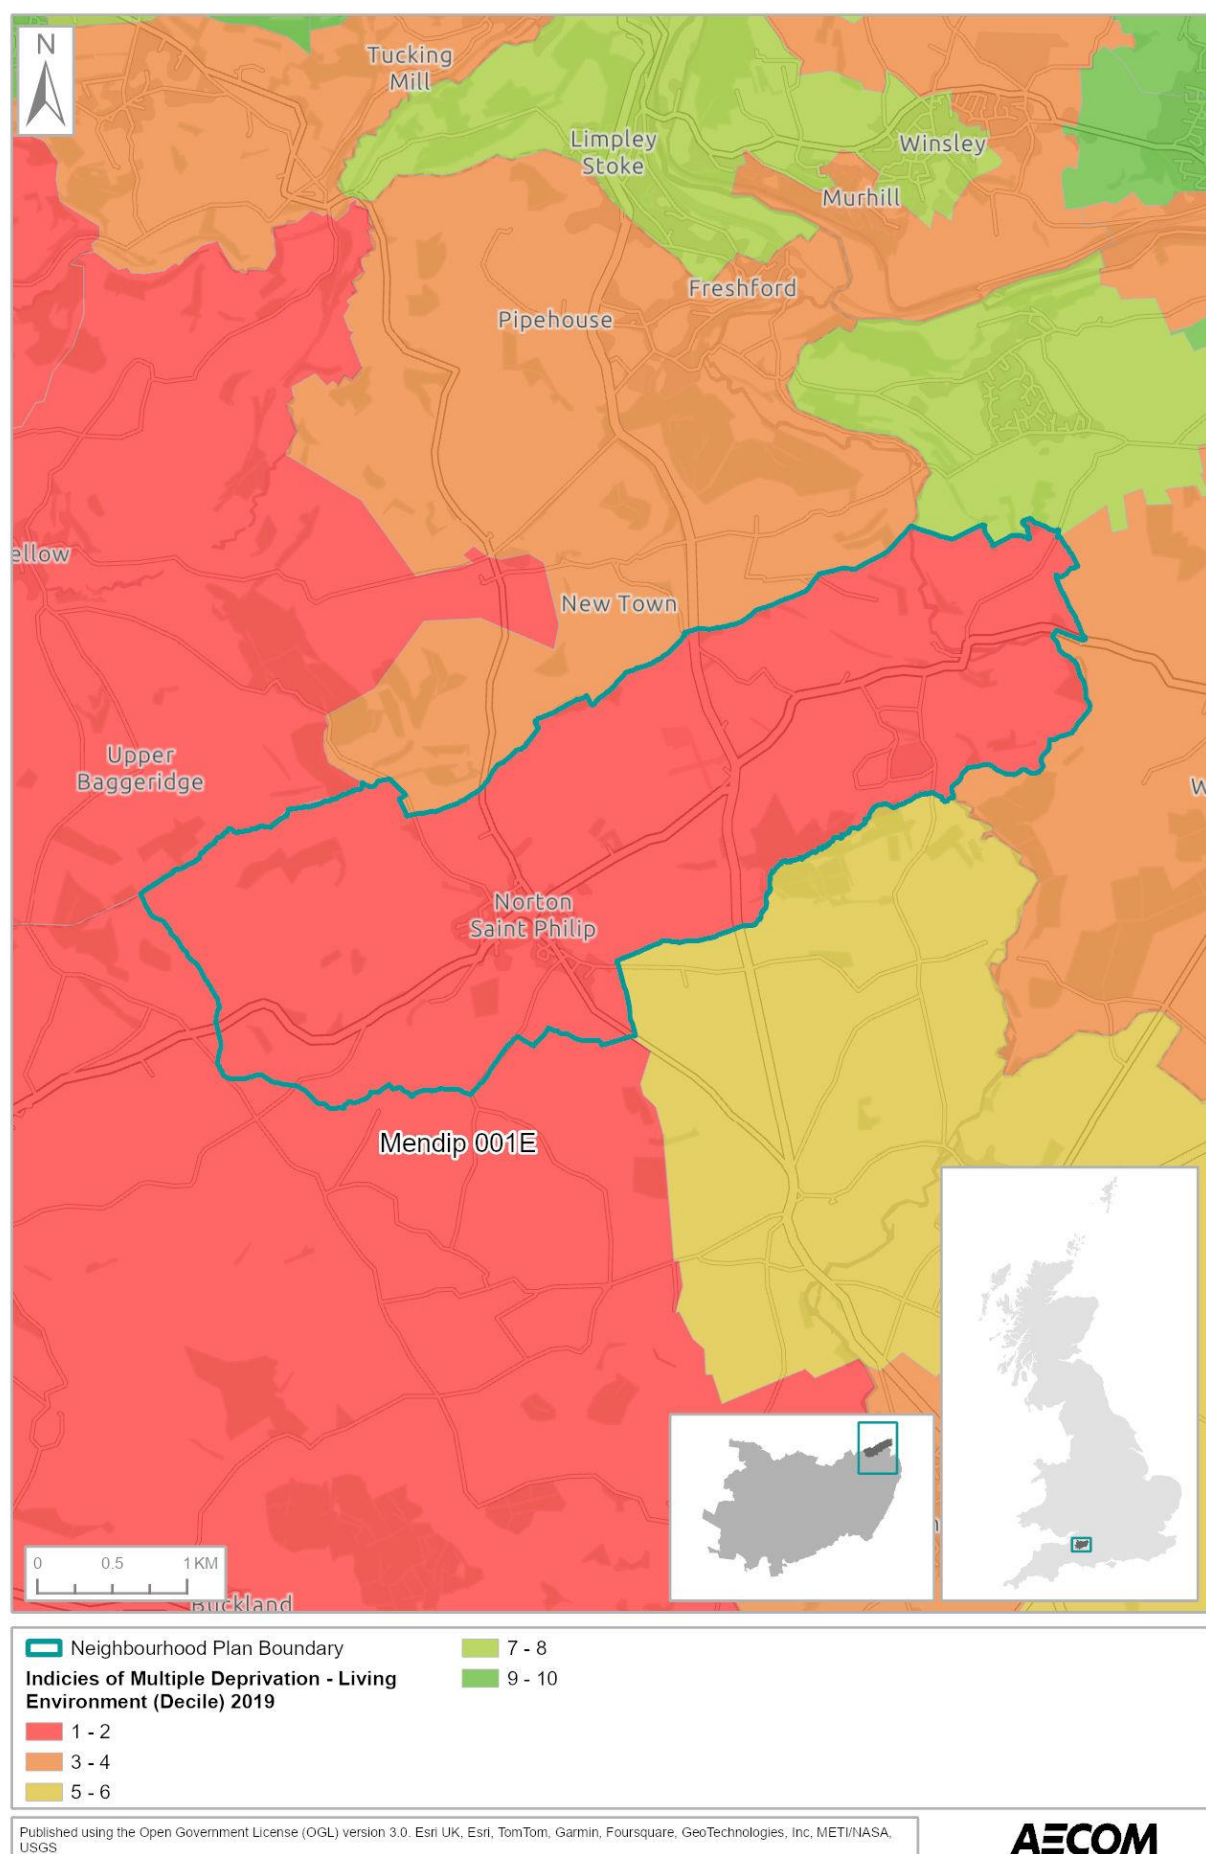 N
Tucking
Mill
Limpley
Stoke
Winsley
Murhill
Freshford
Pipehouse
ellow
New Town
Upper
Baggeridge
W
Norton
Saint Philip
Mendip 001E
n
0 0.5 1 KM
Buckland
Neighbourhood Plan Boundary
Indicies of Multiple Deprivation - Living
Environment (Decile) 2019
1 - 2
3 - 4
5 - 6
7 - 8
9 - 10
Published using the Open Government License (OGL) version 3.0. Esri UK, Esri, TomTom, Garmin, Foursquare, GeoTechnologies, Inc, METI/NASA,
USGS
AECOM